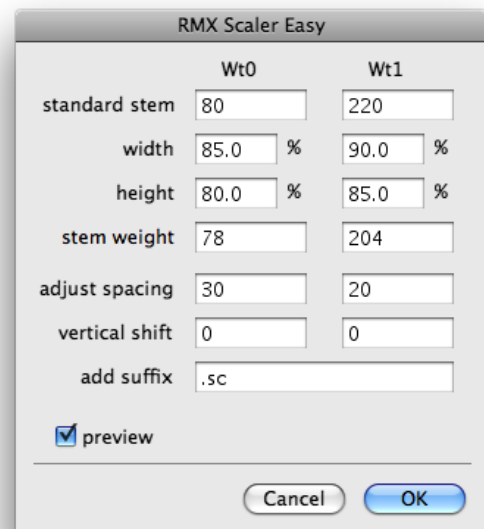 RMX Scaler Easy
Wt0 Wt1
standard stem 80 220
width 85.0 % 90.0 %
height 80.0 % 85.0 %
stem weight 78 204
adjust spacing 30 20
vertical shift 0 0
add suffix .sc
preview
Cancel OK